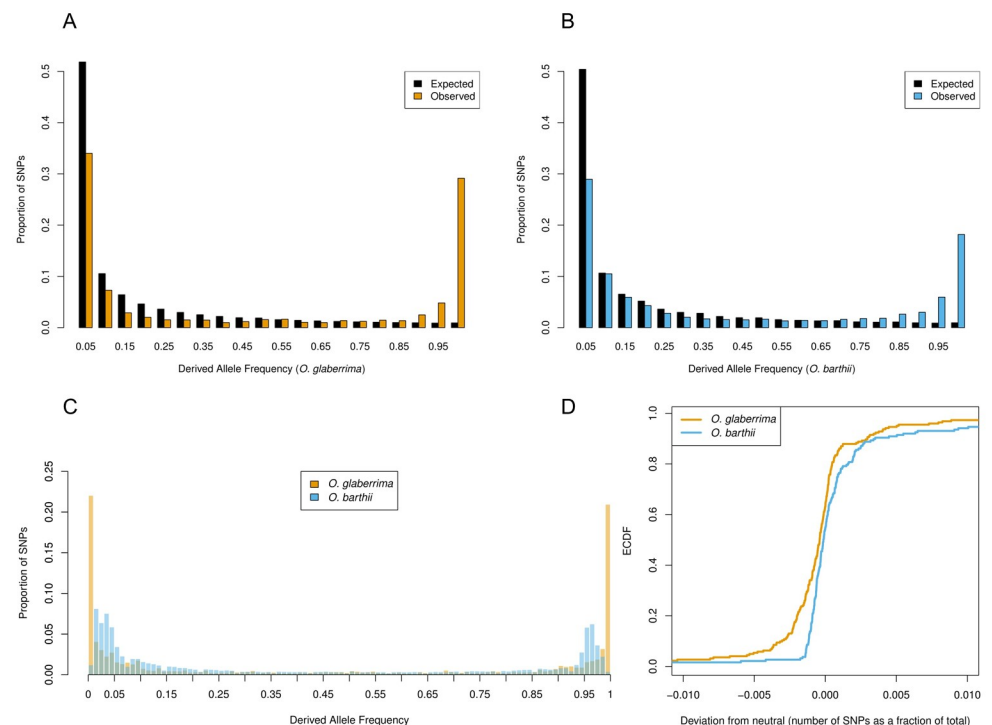 A
0.5
0.4
0.3
0.2
0.1
0.0
Proportion of SNPs
Expected
Observed
0.05 0.15 0.25 0.35 0.45 0.55 0.65 0.75 0.85 0.95
Derived Allele Frequency (O. glaberrima)
B
0.5
0.4
0.3
0.2
0.1
0.0
Proportion of SNPs
Expected
Observed
0.05 0.15 0.25 0.35 0.45 0.55 0.65 0.75 0.85 0.95
Derived Allele Frequency (O. barthii)
C
0.25
0.20
0.15
0.10
0.05
0.00
Proportion of SNPs
O. glaberrima
O. barthii
0 0.05 0.15 0.25 0.35 0.45 0.55 0.65 0.75 0.85 0.95 1
Derived Allele Frequency
D
1.0
0.8
0.6
0.4
0.2
0.0
ECDF
O. glaberrima
O. barthii
−0.010 −0.005 0.000 0.005 0.010
Deviation from neutral (number of SNPs as a fraction of total)